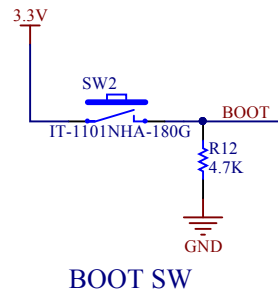 3.3V
SW2
BOOT
IT-1101NHA-180G
R12
4.7K
GND
BOOT SW